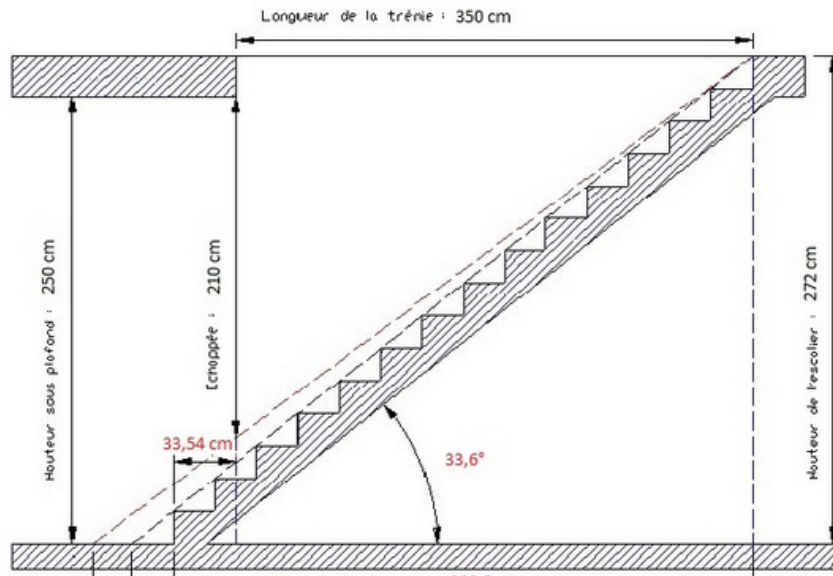 Longueur de la trémie : 350 cm
Hauteur sous plafond : 250 cm
Echappée : 210 cm
Hauteur de l'escalier : 272 cm
33,54 cm
33,6°